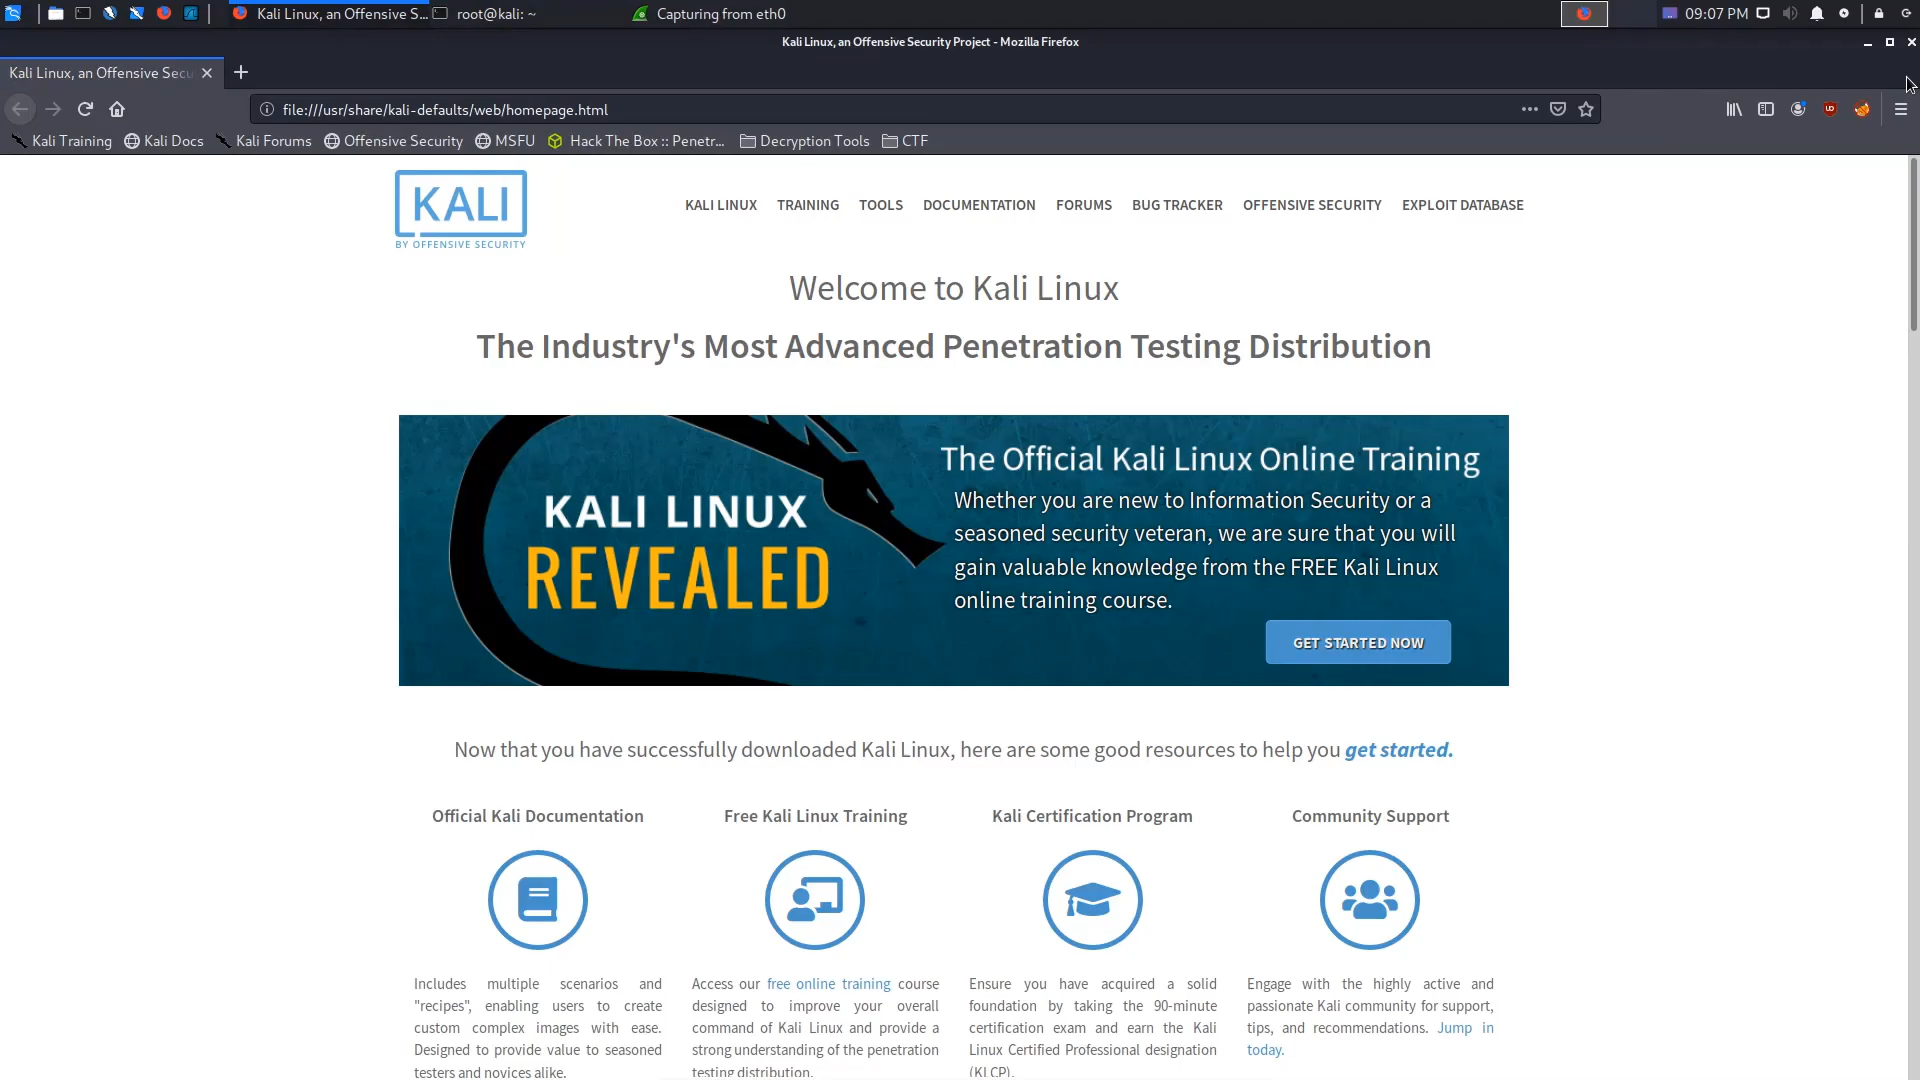 Kali Linux, an Offensive S... root@kali: ~ Capturing from eth0 09:07 PM
Kali Linux, an Offensive Security Project - Mozilla Firefox
Kali Linux, an Offensive Secu
file:///usr/share/kali-defaults/web/homepage.html
Kali Training Kali Docs Kali Forums Offensive Security MSFU Hack The Box :: Penetr... Decryption Tools CTF
KALI
BY OFFENSIVE SECURITY
KALI LINUX TRAINING TOOLS DOCUMENTATION FORUMS BUG TRACKER OFFENSIVE SECURITY EXPLOIT DATABASE
Welcome to Kali Linux
The Industry's Most Advanced Penetration Testing Distribution
KALI LINUX
REVEALED
The Official Kali Linux Online Training
Whether you are new to Information Security or a
seasoned security veteran, we are sure that you will
gain valuable knowledge from the FREE Kali Linux
online training course.
GET STARTED NOW
Now that you have successfully downloaded Kali Linux, here are some good resources to help you get started.
Official Kali Documentation
Includes multiple scenarios and
"recipes", enabling users to create
custom complex images with ease.
Designed to provide value to seasoned
testers and novices alike.
Free Kali Linux Training
Access our free online training course
designed to improve your overall
command of Kali Linux and provide a
strong understanding of the penetration
testing distribution.
Kali Certification Program
Ensure you have acquired a solid
foundation by taking the 90-minute
certification exam and earn the Kali
Linux Certified Professional designation
(KLCP).
Community Support
Engage with the highly active and
passionate Kali community for support,
tips, and recommendations. Jump in
today.